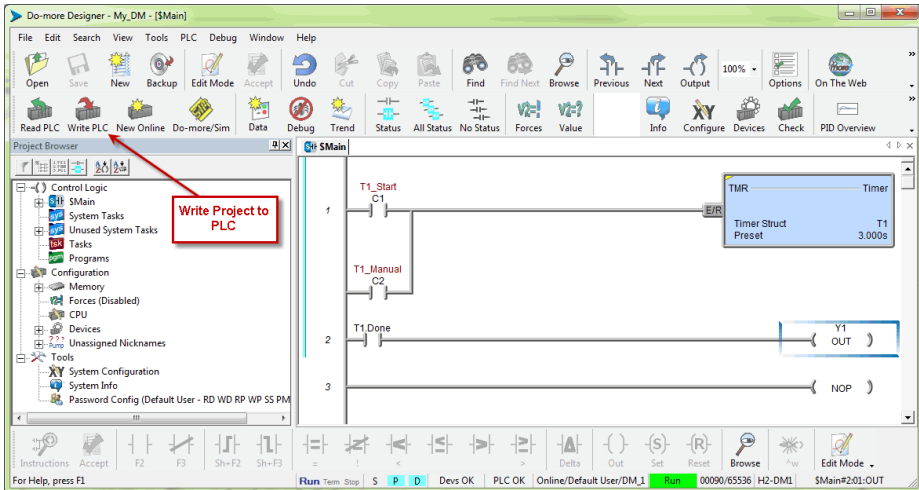 Do-more Designer - My_DM - [$Main]
File Edit Search View Tools PLC Debug Window Help
Open Save New Backup Edit Mode Accept Undo Cut Copy Paste Find Find Next Browse Previous Next Output 100% Options On The Web
Read PLC Write PLC New Online Do-more/Sim Data Debug Trend Status All Status No Status Forces Value Info Configure Devices Check PID Overview
Project Browser
$Main
Control Logic
$Main
System Tasks
Unused System Tasks
Tasks
Programs
Configuration
Memory
Forces (Disabled)
CPU
Devices
Unassigned Nicknames
Tools
System Configuration
System Info
Password Config (Default User - RD WD RP WP SS PM
Write Project to
PLC
T1_Start
C1
1
E/R
TMR Timer
Timer Struct T1
Preset 3.000s
T1_Manual
C2
T1.Done
2
Y1
OUT
3
NOP
Instructions Accept F2 F3 Sh+F2 Sh+F3 = ! < > Delta Out Set Reset Browse ^w Edit Mode
For Help, press F1 Run Term Stop S P D Devs OK PLC OK Online/Default User/DM_1 Run 00090/65536 H2-DM1 $Main#2:01:OUT